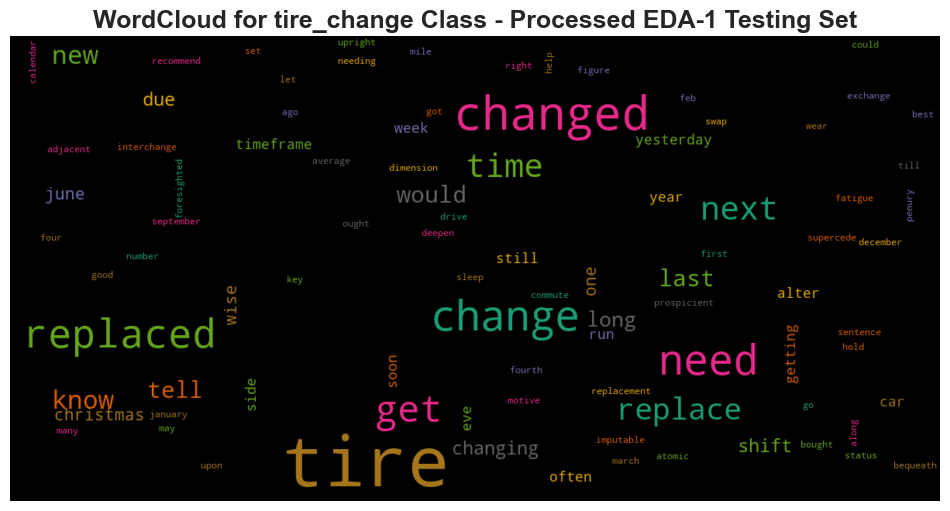 WordCloud for tire_change Class - Processed EDA-1 Testing Set
calendar
new
recommend
set
upright
needing
mile
right
help
figure
could
let
due
ago
got
week
changed
feb
swap
exchange
best
wear
adjacent
interchange
timeframe
average
dimension
time
yesterday
till
foresighted
june
september
would
ought
drive
deepen
year
next
fatigue
penury
four
number
supercede
december
good
key
still
sleep
commute
one
last
first
prospicient
alter
wise
replaced
change
long
run
need
getting
sentence
hold
know
tell
christmas
january
many
may
side
soon
get
eve
fourth
motive
replacement
replace
go
car
upon
tire
changing
often
imputable
march
atomic
shift
bought
along
status
bequeath